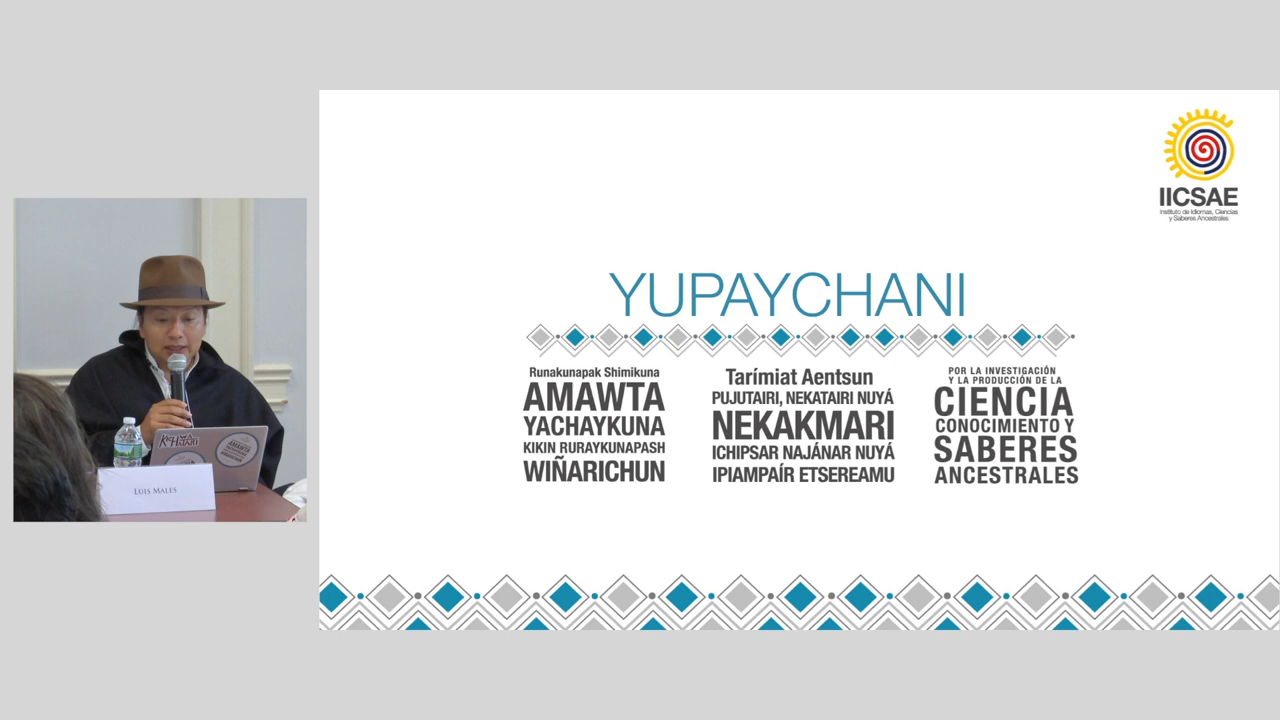 IICSAE
Instituto de Idiomas, Ciencias
y Saberes Ancestrales
YUPAYCHANI
Runakunapak Shimikuna
AMAWTA
YACHAYKUNA
KIKIN RURAYKUNAPASH
WIÑARICHUN
Tarímiat Aentsun
PUJUTAIRI, NEKATAIRI NUYÁ
NEKAKMARI
ICHIPSAR NAJÁNAR NUYÁ
IPIAMPAÍR ETSEREAMU
POR LA INVESTIGACIÓN
Y LA PRODUCCIÓN DE LA
CIENCIA
CONOCIMIENTO Y
SABERES
ANCESTRALES
AMAWTA
LUIS MALES